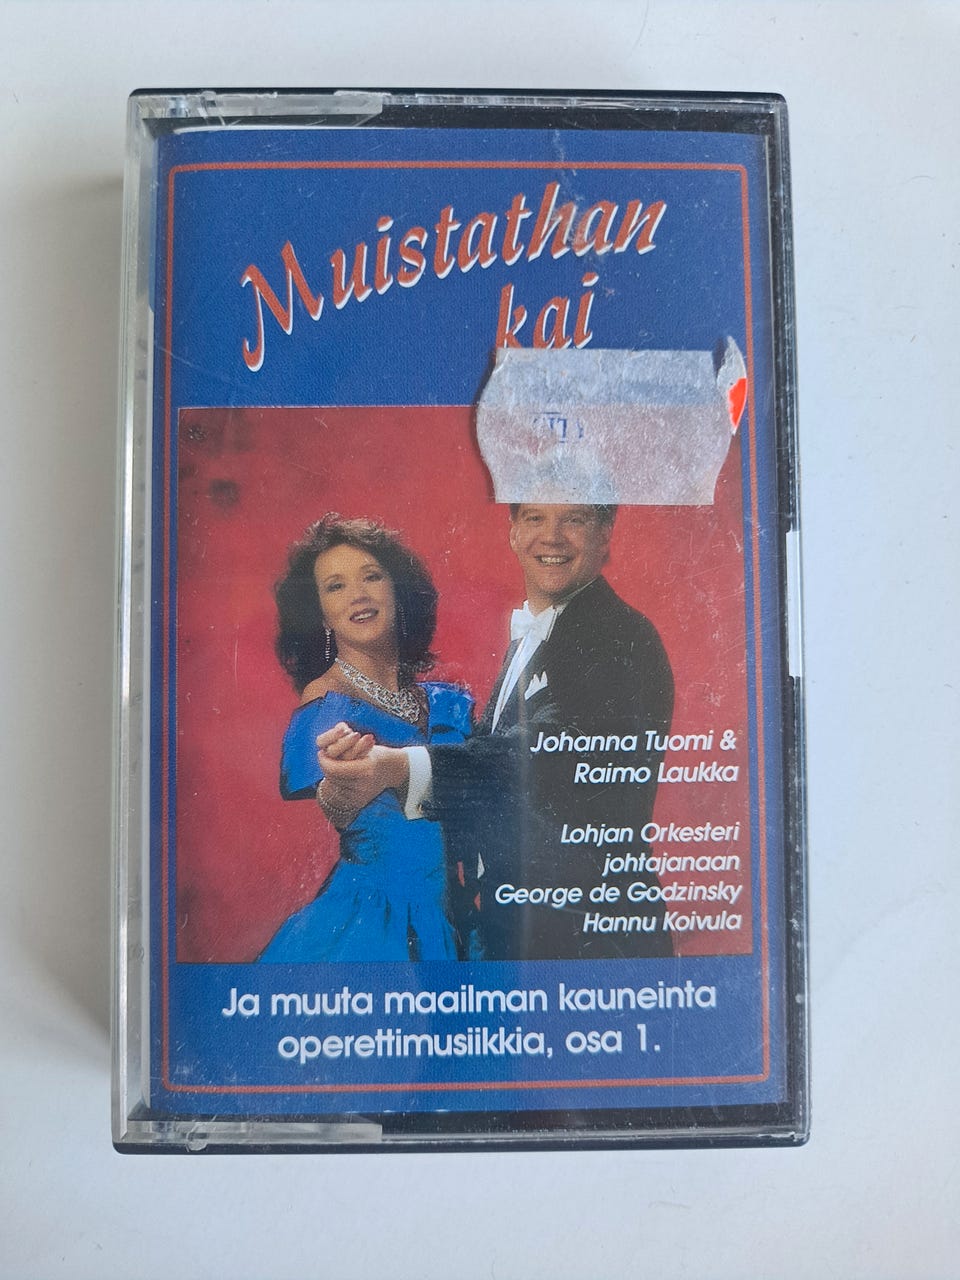 Muistathan
kai
Johanna Tuomi &
Raimo Laukka
Lohjan Orkesteri
johtajanaan
George de Godzinsky
Hannu Koivula
Ja muuta maailman kauneinta
operettimusiikkia, osa 1.